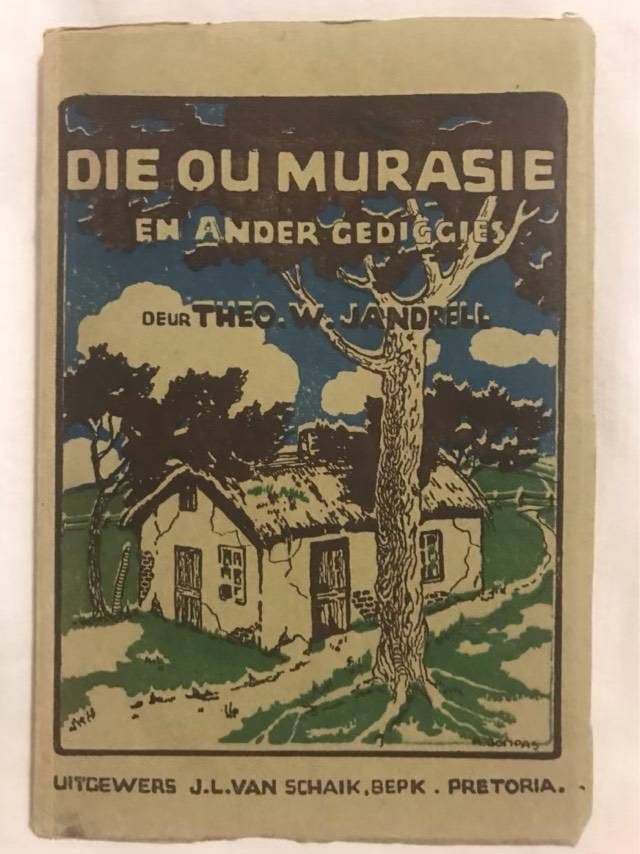 DIE OU MURASIE
EN ANDER GEDIGGIES
DEUR THEO. W. JANDRELL
UITGEWERS J.L. VAN SCHAIK, BEPK. PRETORIA.